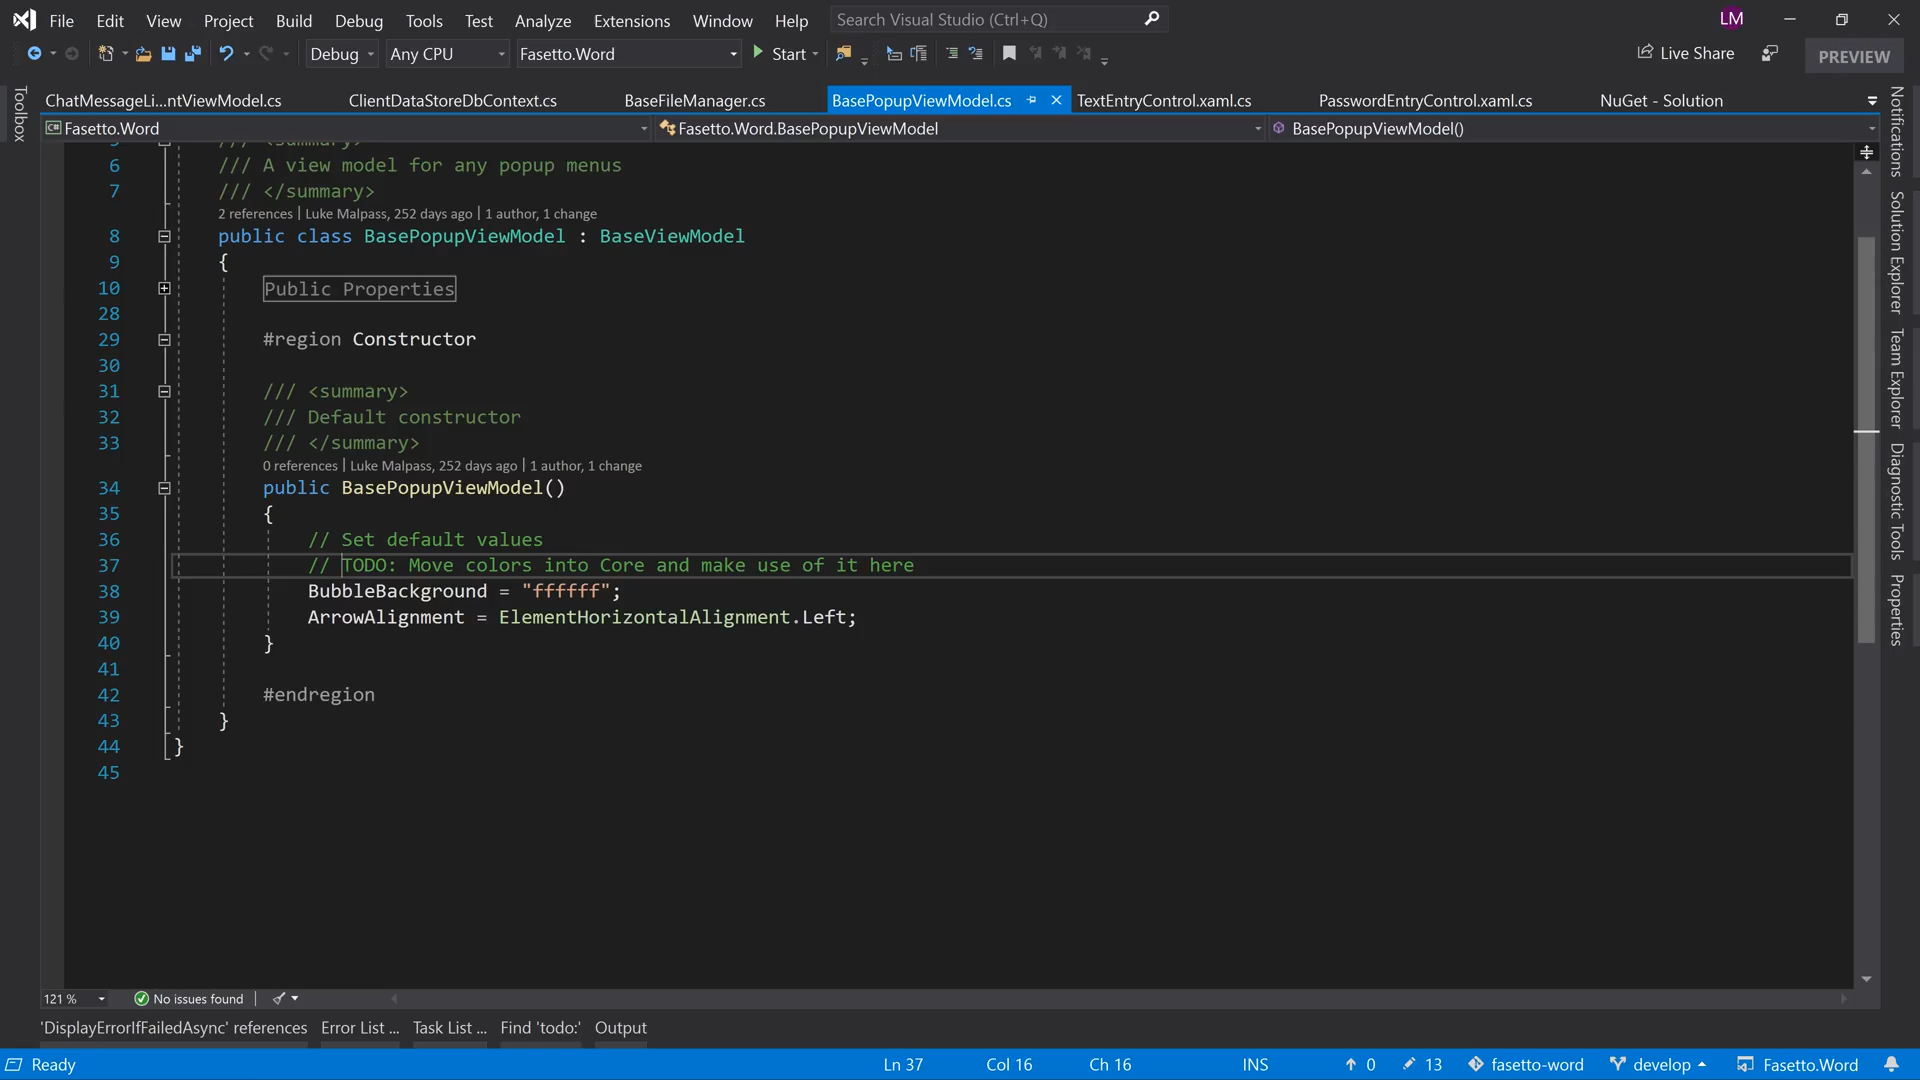 File Edit View Project Build Debug Tools Test Analyze Extensions Window Help Search Visual Studio (Ctrl+Q) LM
Debug Any CPU Fasetto.Word Start Live Share PREVIEW
ChatMessageLi...ntViewModel.cs ClientDataStoreDbContext.cs BaseFileManager.cs BasePopupViewModel.cs TextEntryControl.xaml.cs PasswordEntryControl.xaml.cs NuGet - Solution
Fasetto.Word Fasetto.Word.BasePopupViewModel BasePopupViewModel()
Toolbox
5 /// <summary>
6 /// A view model for any popup menus
7 /// </summary>
2 references | Luke Malpass, 252 days ago | 1 author, 1 change
8 public class BasePopupViewModel : BaseViewModel
9 {
10 Public Properties
28
29 #region Constructor
30
31 /// <summary>
32 /// Default constructor
33 /// </summary>
0 references | Luke Malpass, 252 days ago | 1 author, 1 change
34 public BasePopupViewModel()
35 {
36 // Set default values
37 // TODO: Move colors into Core and make use of it here
38 BubbleBackground = "ffffff";
39 ArrowAlignment = ElementHorizontalAlignment.Left;
40 }
41
42 #endregion
43 }
44 }
45
Notifications
Solution Explorer
Team Explorer
Diagnostic Tools
Properties
121 % No issues found
'DisplayErrorIfFailedAsync' references Error List ... Task List ... Find 'todo:' Output
Ready Ln 37 Col 16 Ch 16 INS 0 13 fasetto-word develop Fasetto.Word